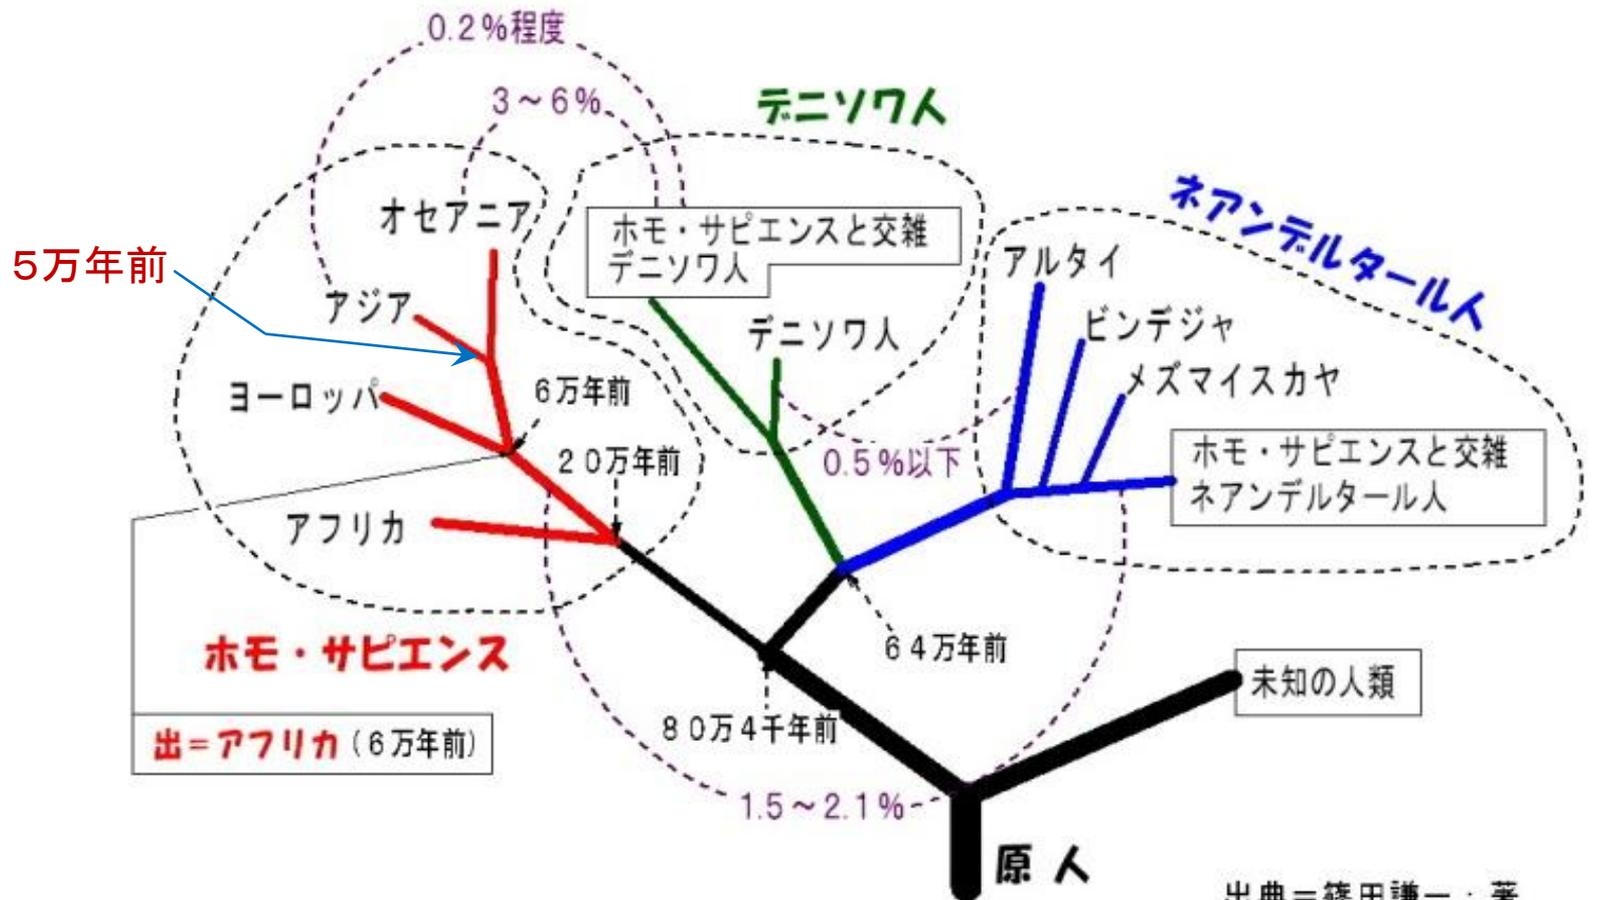 0.2%程度
3～6%
デニソワ人
ネアンデルタール人
オセアニア
ホモ・サピエンスと交雑
デニソワ人
アルタイ
5万年前
アジア
デニソワ人
ビンデジャ
メズマイスカヤ
ヨーロッパ
6万年前
20万年前
0.5%以下
ホモ・サピエンスと交雑
ネアンデルタール人
アフリカ
ホモ・サピエンス
64万年前
未知の人類
80万4千年前
出=アフリカ(6万年前)
1.5～2.1%
原人
出典=篠田謙一:著